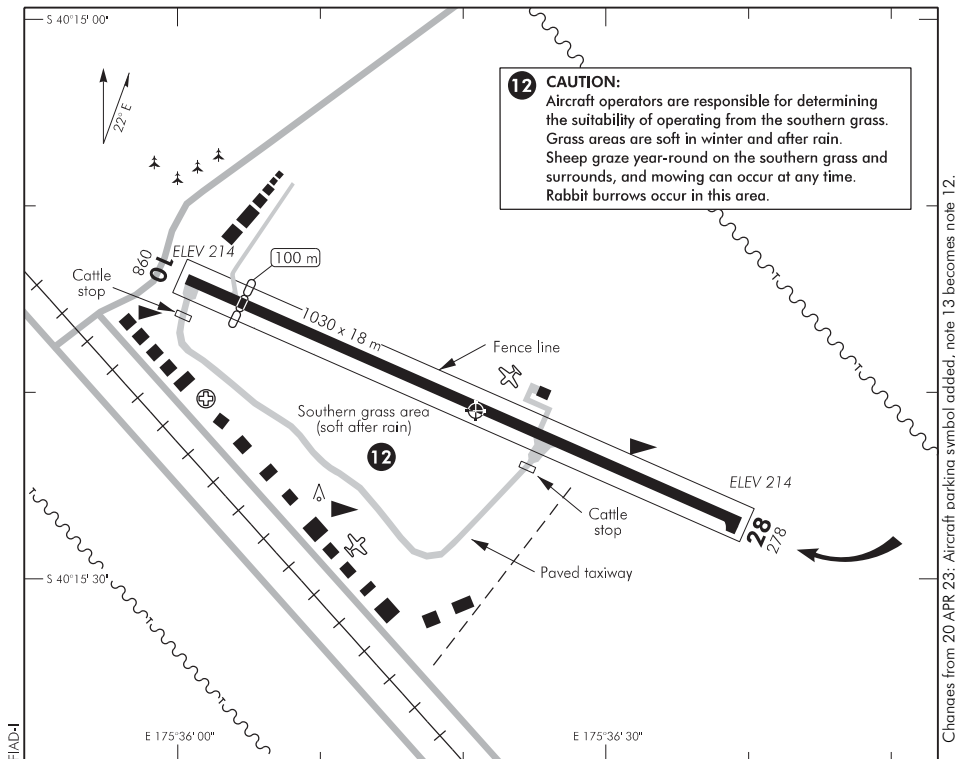 S 40°15' 00"
22° E
12 CAUTION:
Aircraft operators are responsible for determining
the suitability of operating from the southern grass.
Grass areas are soft in winter and after rain.
Sheep graze year-round on the southern grass and
surrounds, and mowing can occur at any time.
Rabbit burrows occur in this area.
ELEV 214
098
10
100 m
Cattle
stop
1030 x 18 m
Fence line
Southern grass area
(soft after rain)
12
ELEV 214
28
278
Cattle
stop
Paved taxiway
S 40°15' 30"
E 175°36' 00"
E 175°36' 30"
FIAD-I
Changes from 20 APR 23: Aircraft parking symbol added, note 13 becomes note 12.
T
T
T
T
T
T